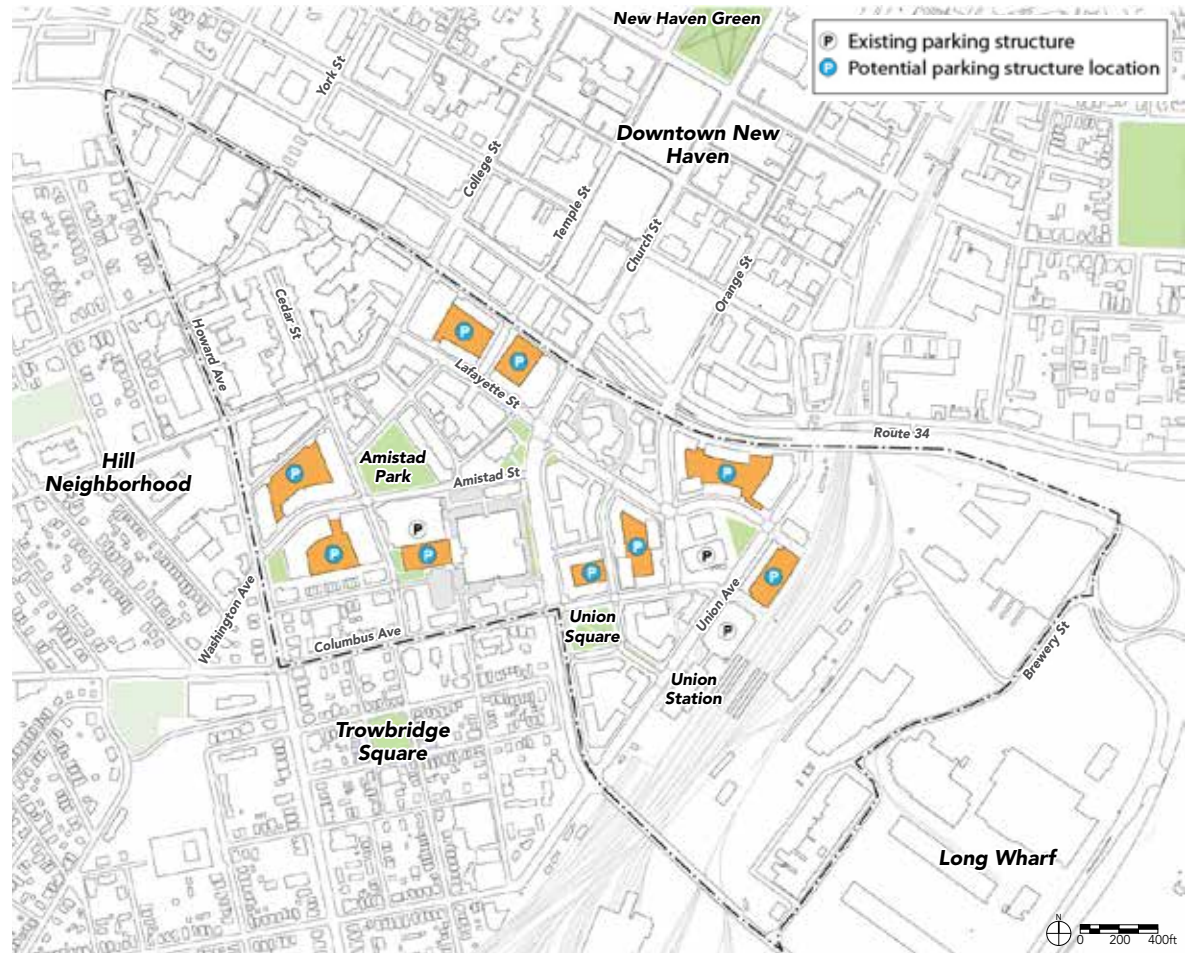 New Haven Green
P Existing parking structure
P Potential parking structure location
York St
Downtown New
Haven
College St
Temple St
Church St
Orange St
Cedar St
Howard Ave
P
P
Lafayette St
Route 34
Hill
Neighborhood
Amistad
Park
Amistad St
P
P
P
P
P
P
P
P
P
P
Washington Ave
Columbus Ave
Union
Square
Union Ave
P
Union
Station
Brewery St
Trowbridge
Square
Long Wharf
N
0 200 400ft